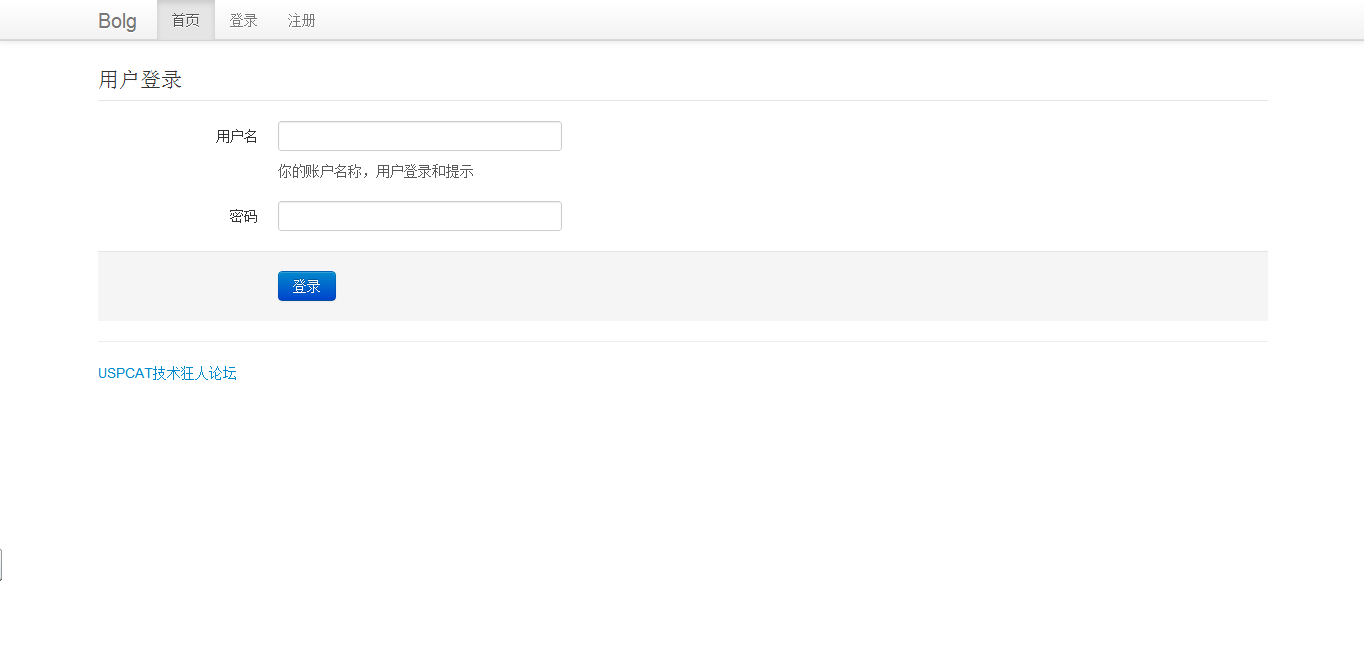 Bolg 首页 登录 注册
用户登录
用户名
你的账户名称，用户登录和提示
密码
登录
USPCAT技术狂人论坛